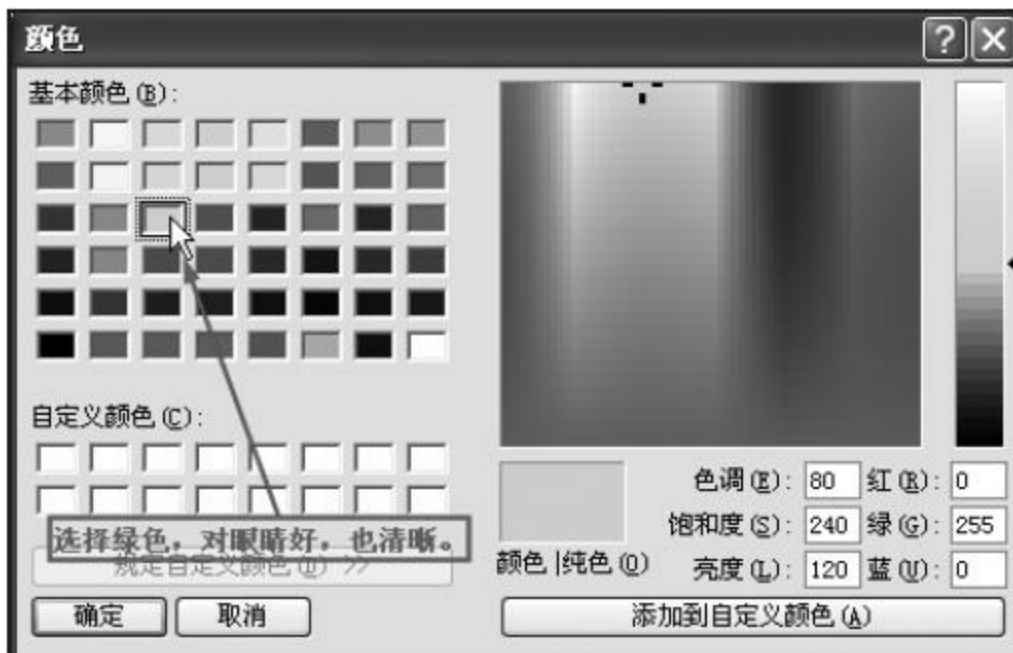 颜色
基本颜色(B):
自定义颜色(C):
选择绿色，对眼睛好，也清晰。
规定自定义颜色(D) >>
确定 取消
色调(E): 80 红(R): 0
饱和度(S): 240 绿(G): 255
颜色|纯色(O) 亮度(L): 120 蓝(U): 0
添加到自定义颜色(A)